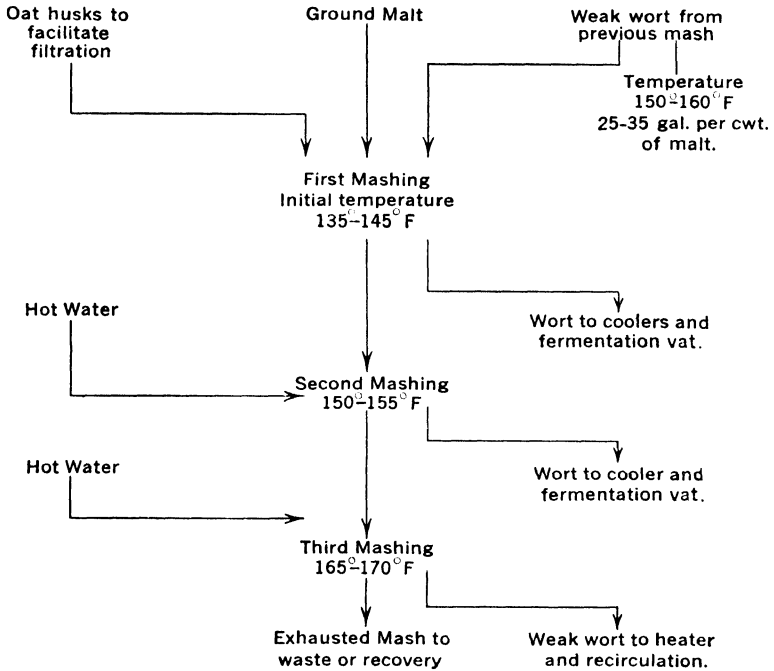 Oat husks to
facilitate
filtration
Ground Malt
Weak wort from
previous mash
Temperature
150°-160°F
25-35 gal. per cwt.
of malt.
First Mashing
Initial temperature
135°-145°F
Wort to coolers and
fermentation vat.
Hot Water
Second Mashing
150°-155°F
Wort to cooler and
fermentation vat.
Hot Water
Third Mashing
165°-170°F
Exhausted Mash to
waste or recovery
Weak wort to heater
and recirculation.